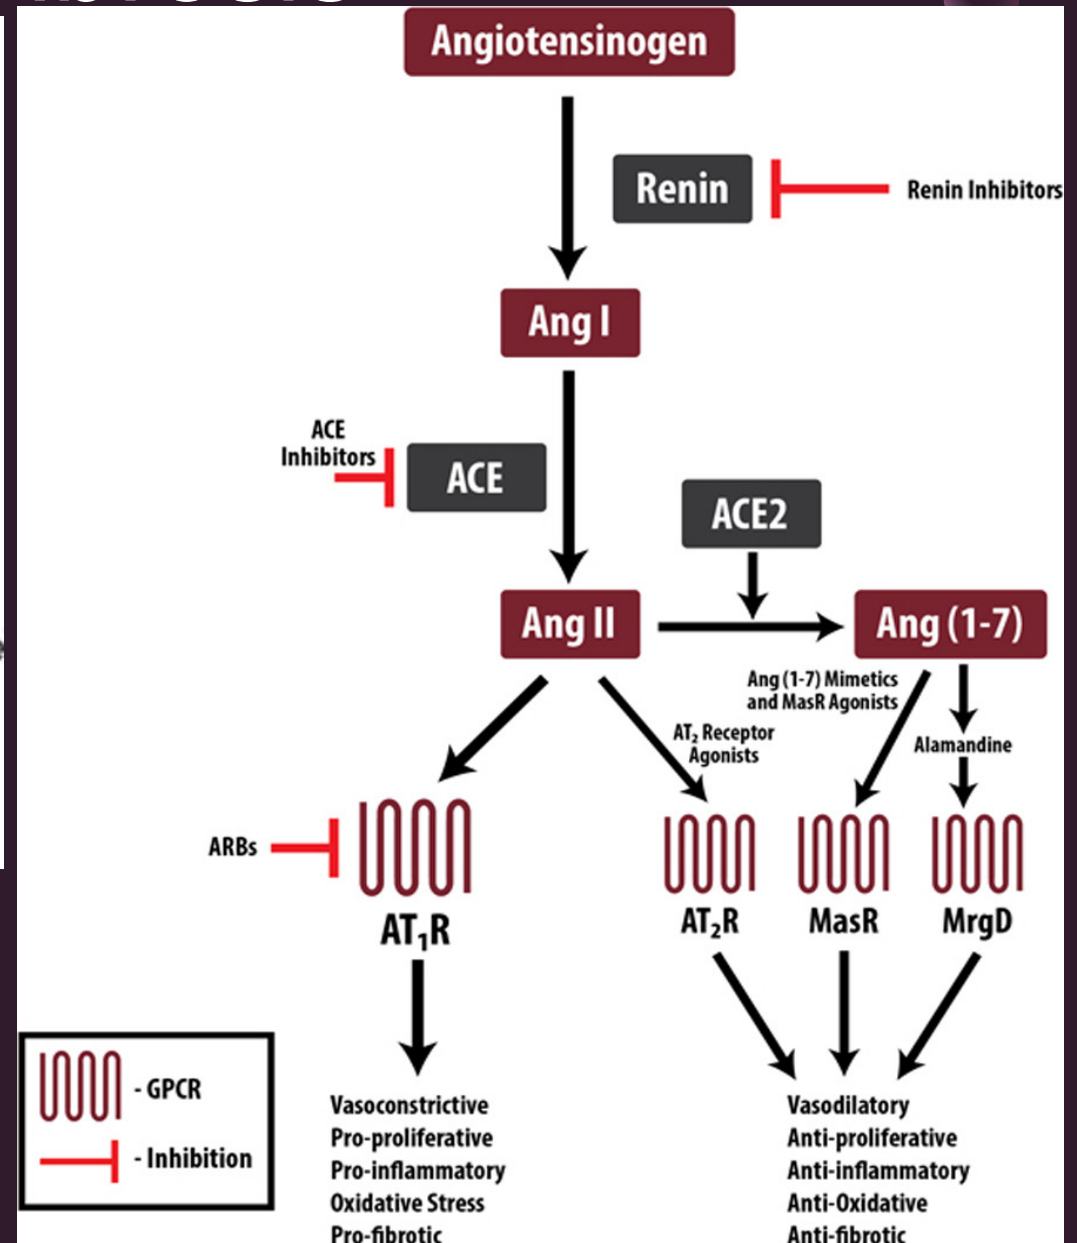 Angiotensinogen
Renin
Renin Inhibitors
Ang I
ACE
Inhibitors
ACE
ACE2
Ang II
Ang (1-7)
Ang (1-7) Mimetics
and MasR Agonists
AT₂ Receptor
Agonists
Alamandine
ARBs
AT₁R
AT₂R
MasR
MrgD
- GPCR
- Inhibition
Vasoconstrictive
Pro-proliferative
Pro-inflammatory
Oxidative Stress
Pro-fibrotic
Vasodilatory
Anti-proliferative
Anti-inflammatory
Anti-Oxidative
Anti-fibrotic